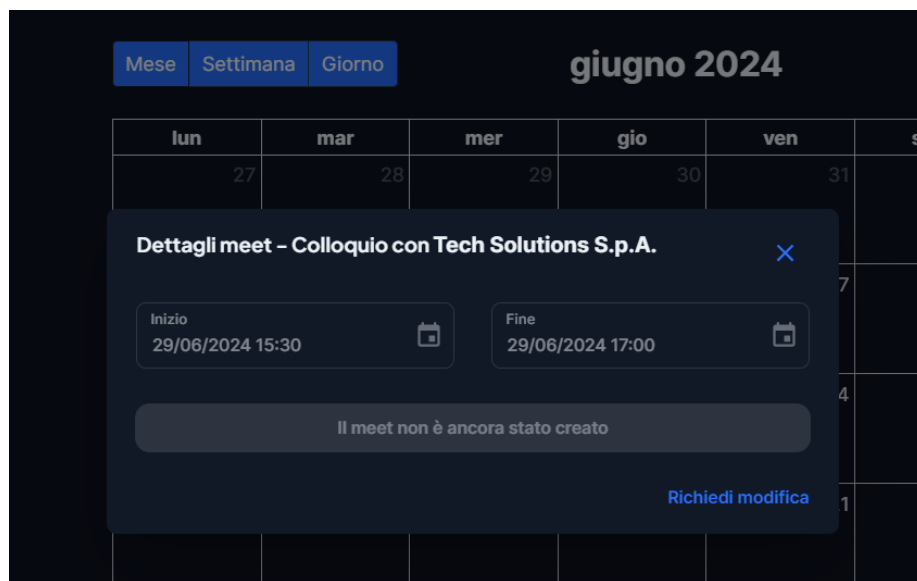 Mese Settimana Giorno
giugno 2024
lun mar mer gio ven s
27 28 29 30 31
Dettagli meet – Colloquio con Tech Solutions S.p.A.
7
Inizio Fine
29/06/2024 15:30 29/06/2024 17:00
4
Il meet non è ancora stato creato
Richiedi modifica
1